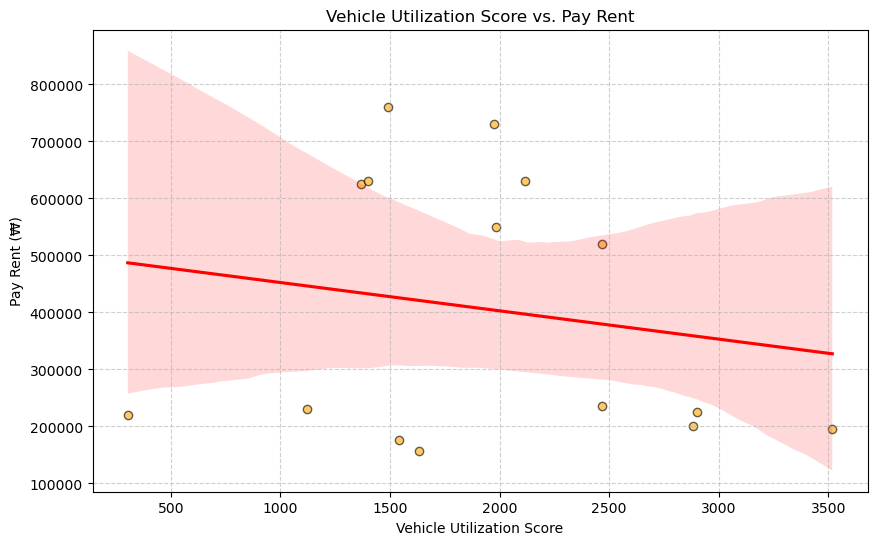 Vehicle Utilization Score vs. Pay Rent
Pay Rent (₩)
800000
700000
600000
500000
400000
300000
200000
100000
500 1000 1500 2000 2500 3000 3500
Vehicle Utilization Score